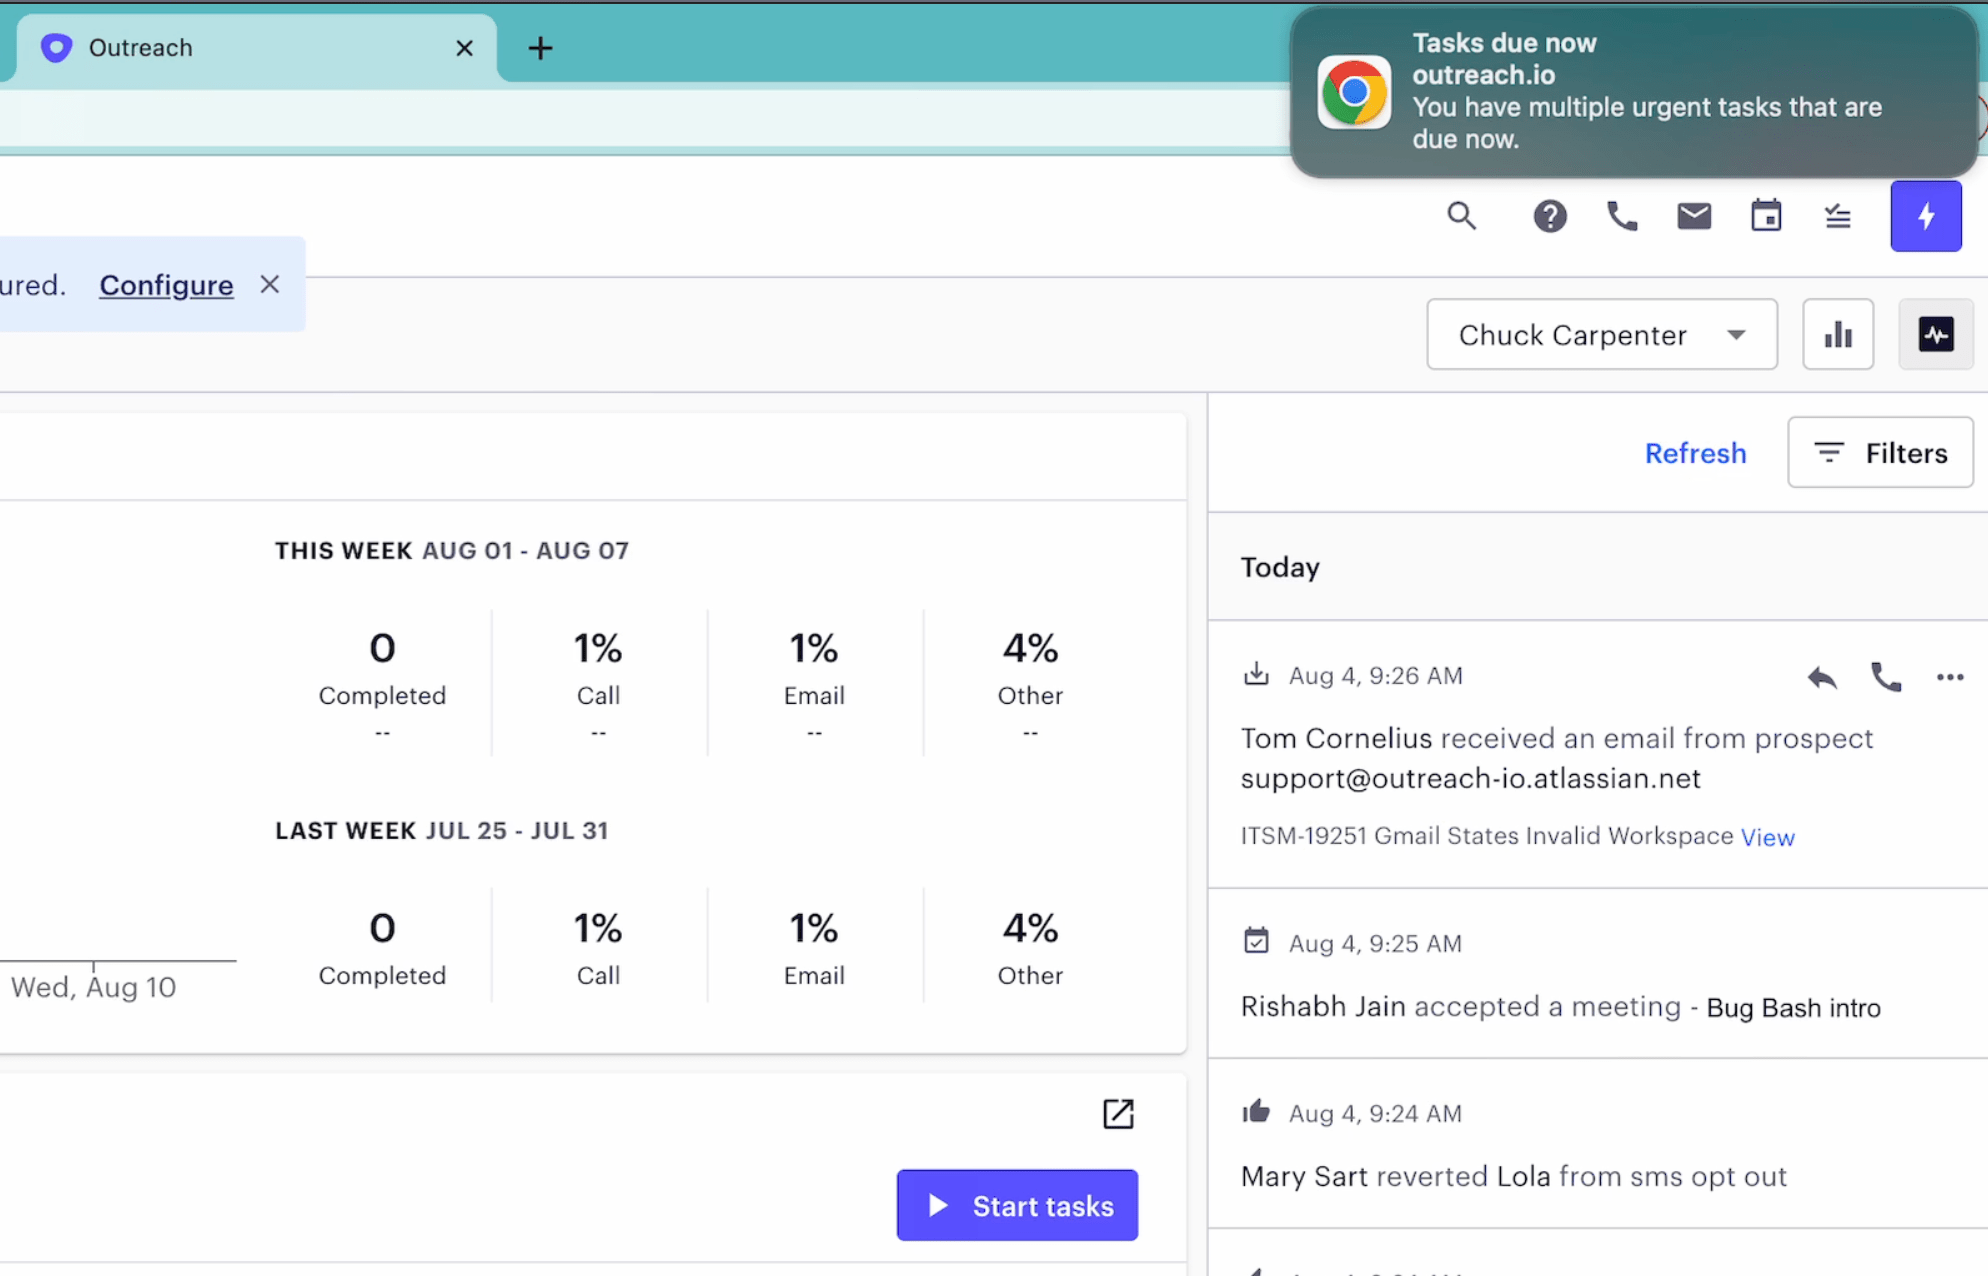 Outreach
Tasks due now
outreach.io
You have multiple urgent tasks that are
due now.
ured. Configure
Chuck Carpenter
Refresh
Filters
THIS WEEK AUG 01 - AUG 07
0
Completed
--
1%
Call
--
1%
Email
--
4%
Other
--
LAST WEEK JUL 25 - JUL 31
0
Completed
1%
Call
1%
Email
4%
Other
Wed, Aug 10
Start tasks
Today
Aug 4, 9:26 AM
Tom Cornelius received an email from prospect
support@outreach-io.atlassian.net
ITSM-19251 Gmail States Invalid Workspace View
Aug 4, 9:25 AM
Rishabh Jain accepted a meeting - Bug Bash intro
Aug 4, 9:24 AM
Mary Sart reverted Lola from sms opt out